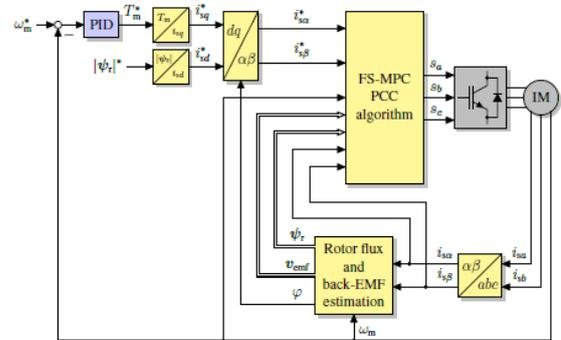 ω*m
PID
T*m
Tm
isq
i*sq
|ψr|*
|ψr|
isd
i*sd
dq
αβ
i*sα
i*sβ
FS-MPC
PCC
algorithm
sa
sb
sc
IM
ψr
vemf
φ
Rotor flux
and
back-EMF
estimation
isα
isβ
αβ
abc
isa
isb
ωm